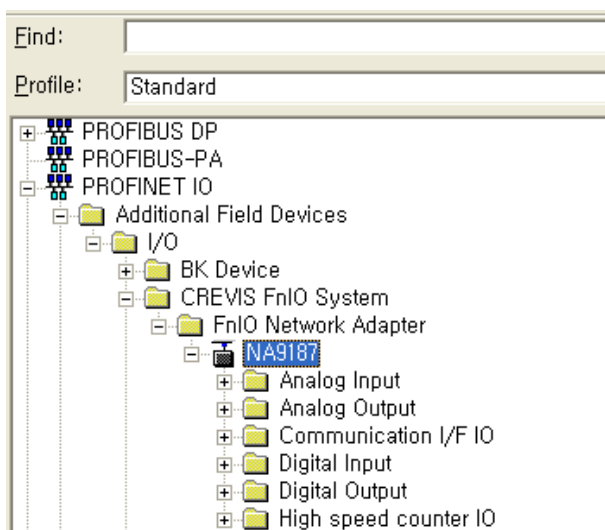 Find:
Profile: Standard
PROFIBUS DP
PROFIBUS-PA
PROFINET IO
Additional Field Devices
I/O
BK Device
CREVIS FnIO System
FnIO Network Adapter
NA9187
Analog Input
Analog Output
Communication I/F IO
Digital Input
Digital Output
High speed counter IO